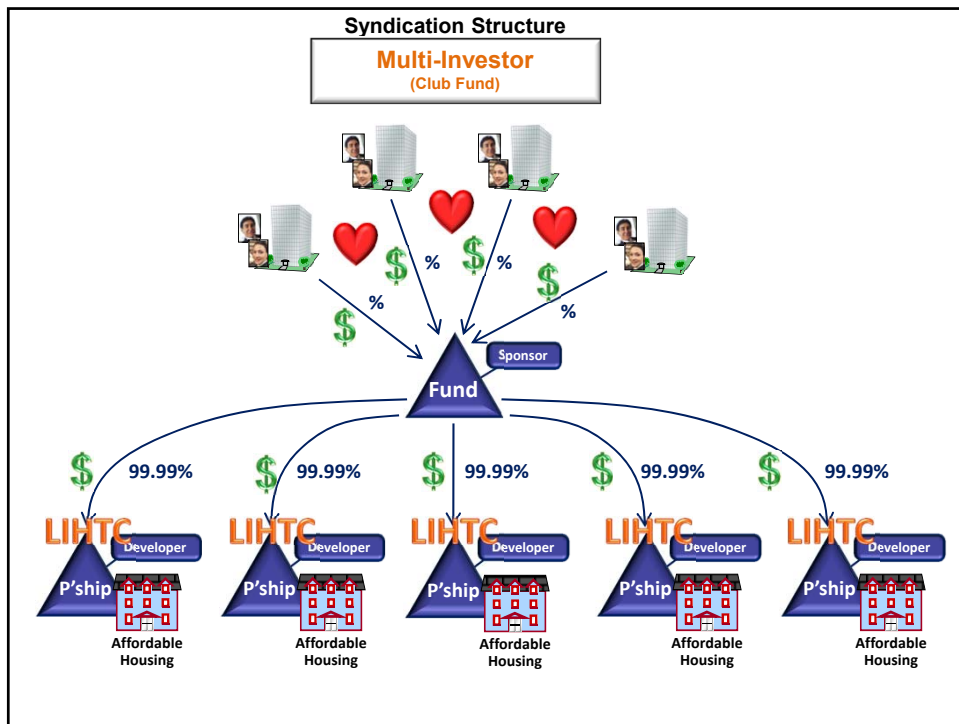 Syndication Structure
Multi-Investor
(Club Fund)
$
%
$
%
$
%
$
%
Sponsor
Fund
$
99.99%
$
99.99%
$
99.99%
$
99.99%
$
99.99%
LIHTC
Developer
P'ship
Affordable
Housing
LIHTC
Developer
P'ship
Affordable
Housing
LIHTC
Developer
P'ship
Affordable
Housing
LIHTC
Developer
P'ship
Affordable
Housing
LIHTC
Developer
P'ship
Affordable
Housing